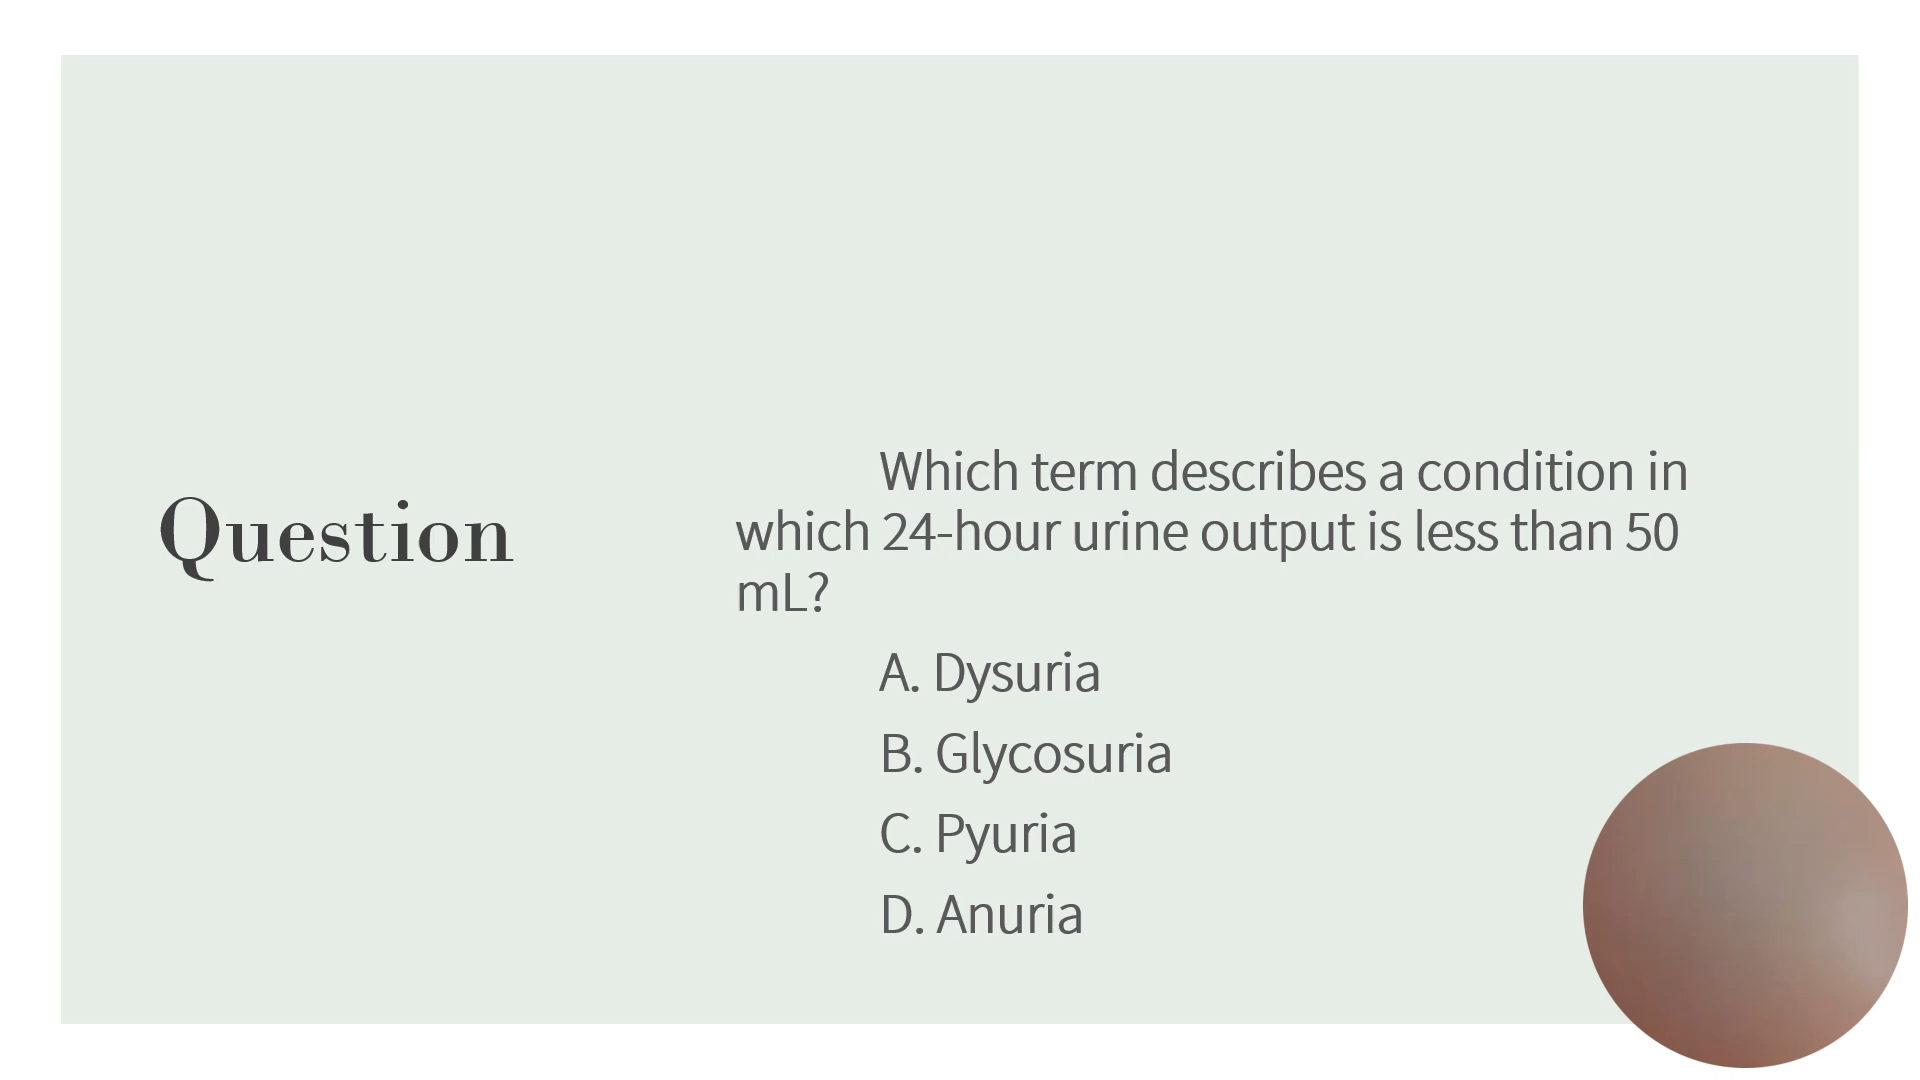 Question
Which term describes a condition in
which 24-hour urine output is less than 50
mL?
A. Dysuria
B. Glycosuria
C. Pyuria
D. Anuria